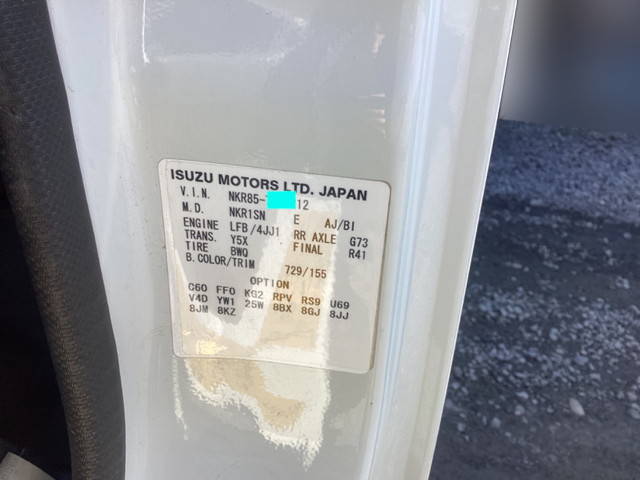 ISUZU MOTORS LTD. JAPAN
V.I.N. NKR85- 12
M.D. NKR1SN E AJ/BI
ENGINE LFB/4JJ1 RR AXLE G73
TRANS. Y5X FINAL R41
TIRE BWQ
B.COLOR/TRIM 729/155
OPTION
C60 FF0 KG2 RPV RS9 U69
V4D YW1 25W 8BX 8GJ 8JJ
8JM 8KZ